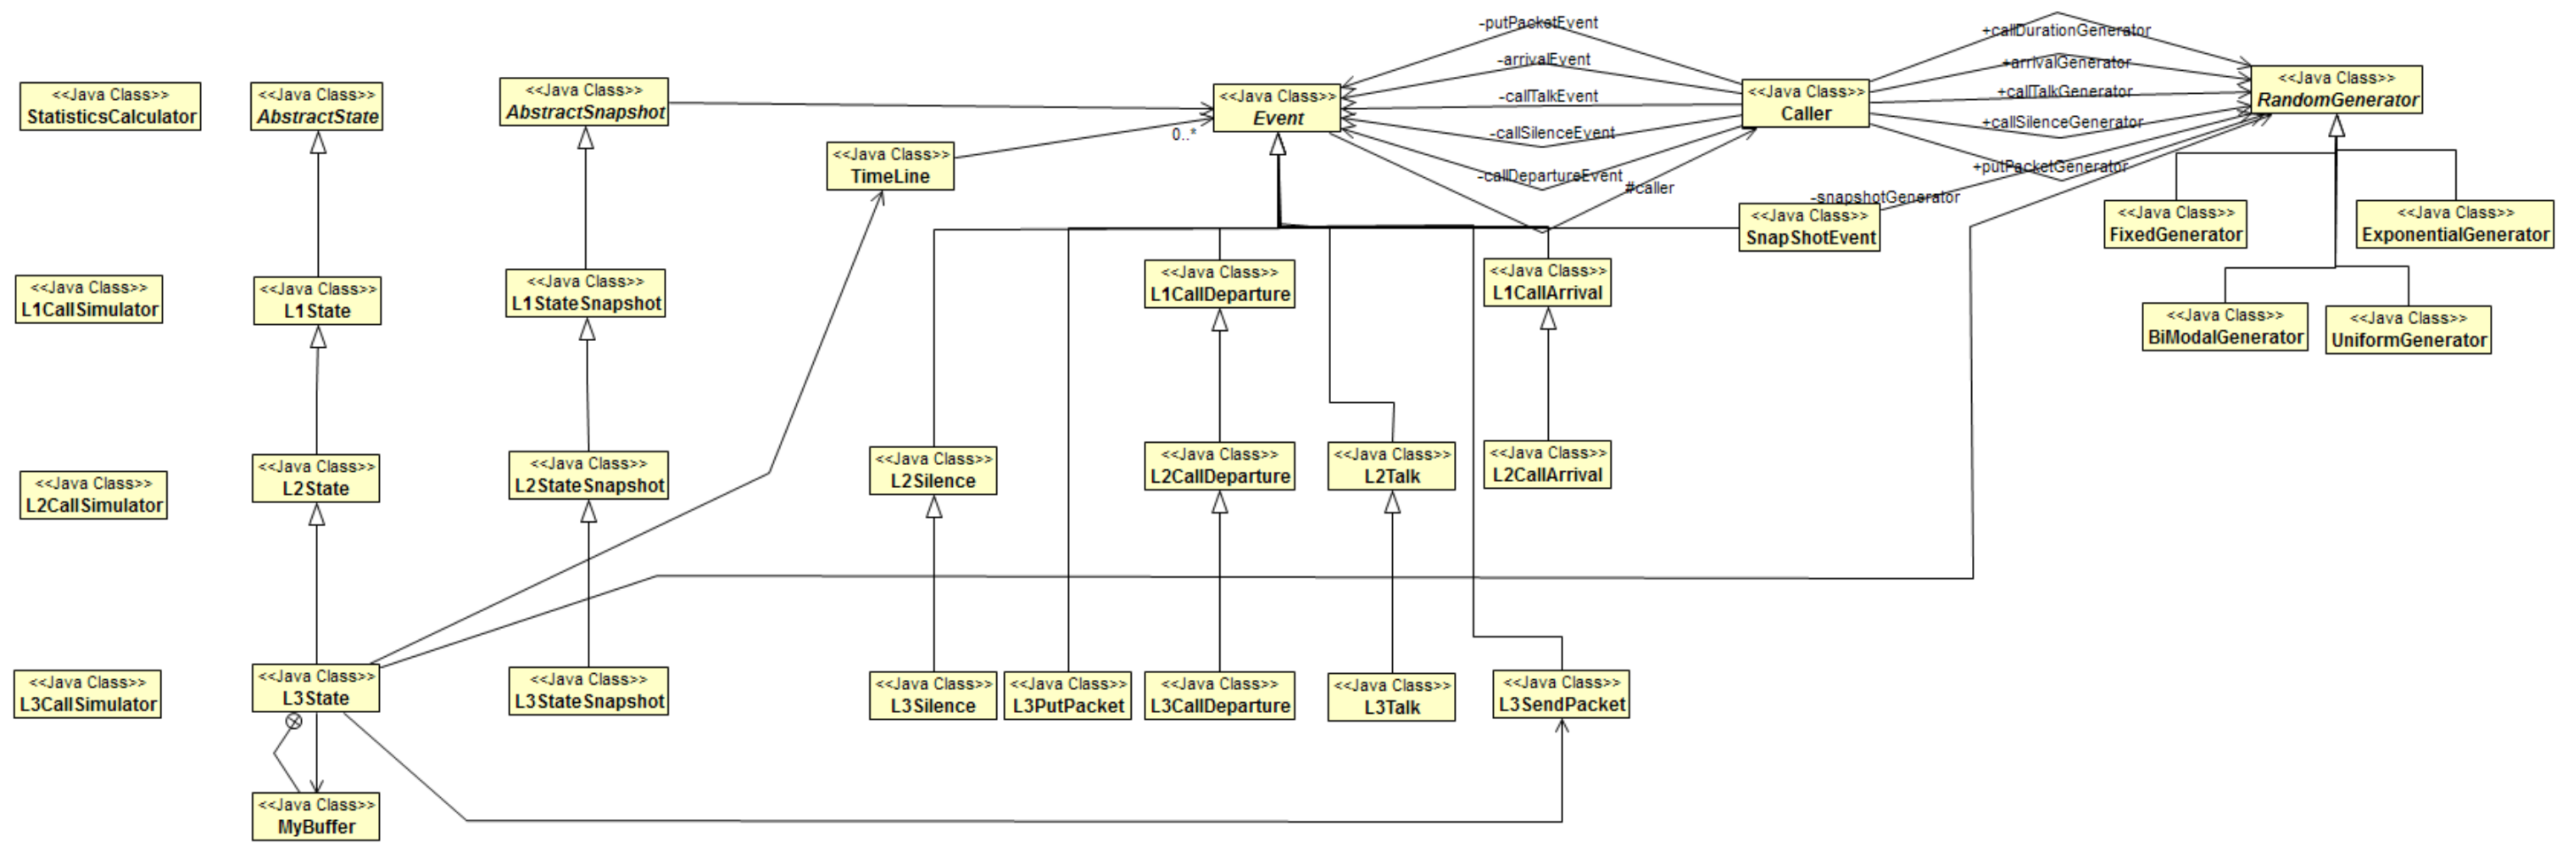 -putPacketEvent
+callDurationGenerator
-arrivalEvent
+arrivalGenerator
<<Java Class>>
StatisticsCalculator
<<Java Class>>
AbstractState
<<Java Class>>
AbstractSnapshot
<<Java Class>>
Event
-callTalkEvent
<<Java Class>>
Caller
+callTalkGenerator
<<Java Class>>
RandomGenerator
0..*
-callSilenceEvent
+callSilenceGenerator
<<Java Class>>
TimeLine
-callDepartureEvent
#caller
+putPacketGenerator
-snapshotGenerator
<<Java Class>>
SnapShotEvent
<<Java Class>>
FixedGenerator
<<Java Class>>
ExponentialGenerator
<<Java Class>>
L1CallSimulator
<<Java Class>>
L1State
<<Java Class>>
L1StateSnapshot
<<Java Class>>
L1CallDeparture
<<Java Class>>
L1CallArrival
<<Java Class>>
BiModalGenerator
<<Java Class>>
UniformGenerator
<<Java Class>>
L2CallSimulator
<<Java Class>>
L2State
<<Java Class>>
L2StateSnapshot
<<Java Class>>
L2Silence
<<Java Class>>
L2CallDeparture
<<Java Class>>
L2Talk
<<Java Class>>
L2CallArrival
<<Java Class>>
L3CallSimulator
<<Java Class>>
L3State
<<Java Class>>
L3StateSnapshot
<<Java Class>>
L3Silence
<<Java Class>>
L3PutPacket
<<Java Class>>
L3CallDeparture
<<Java Class>>
L3Talk
<<Java Class>>
L3SendPacket
<<Java Class>>
MyBuffer